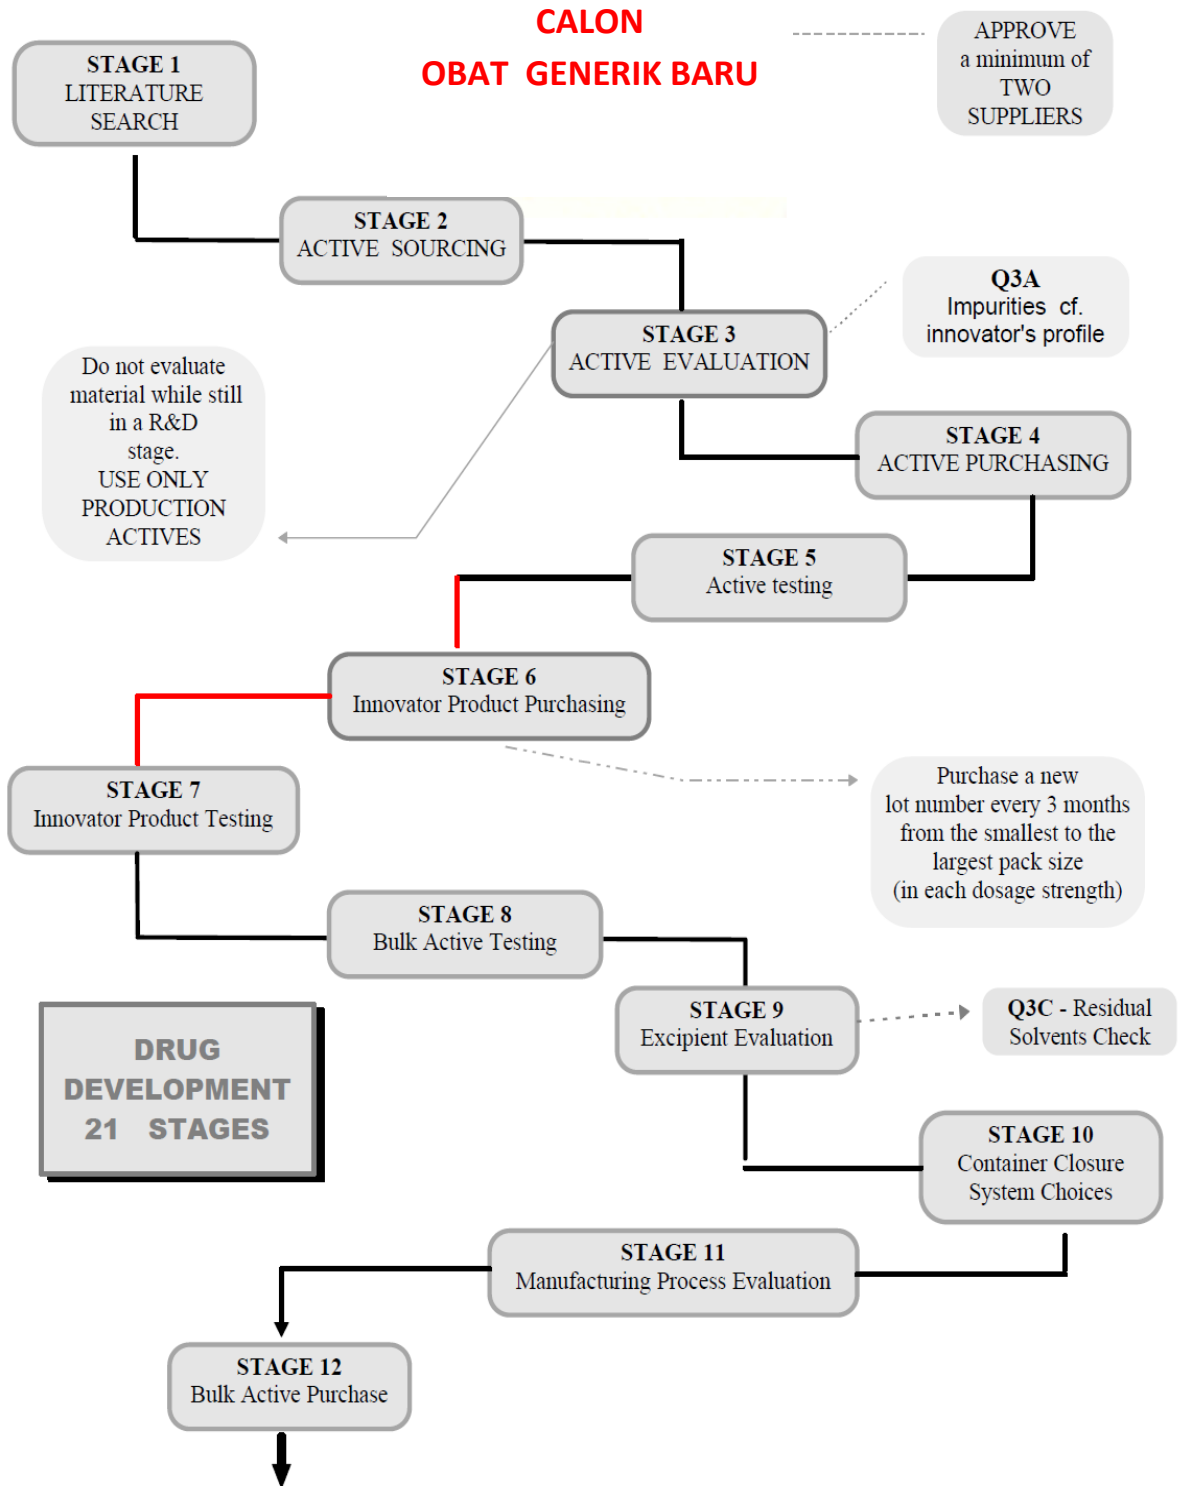 CALON
OBAT GENERIK BARU
APPROVE
a minimum of
TWO
SUPPLIERS
STAGE 1
LITERATURE
SEARCH
STAGE 2
ACTIVE SOURCING
Q3A
Impurities cf.
innovator's profile
STAGE 3
ACTIVE EVALUATION
Do not evaluate
material while still
in a R&D
stage.
USE ONLY
PRODUCTION
ACTIVES
STAGE 4
ACTIVE PURCHASING
STAGE 5
Active testing
STAGE 6
Innovator Product Purchasing
Purchase a new
lot number every 3 months
from the smallest to the
largest pack size
(in each dosage strength)
STAGE 7
Innovator Product Testing
STAGE 8
Bulk Active Testing
STAGE 9
Excipient Evaluation
Q3C - Residual
Solvents Check
DRUG
DEVELOPMENT
21 STAGES
STAGE 10
Container Closure
System Choices
STAGE 11
Manufacturing Process Evaluation
STAGE 12
Bulk Active Purchase